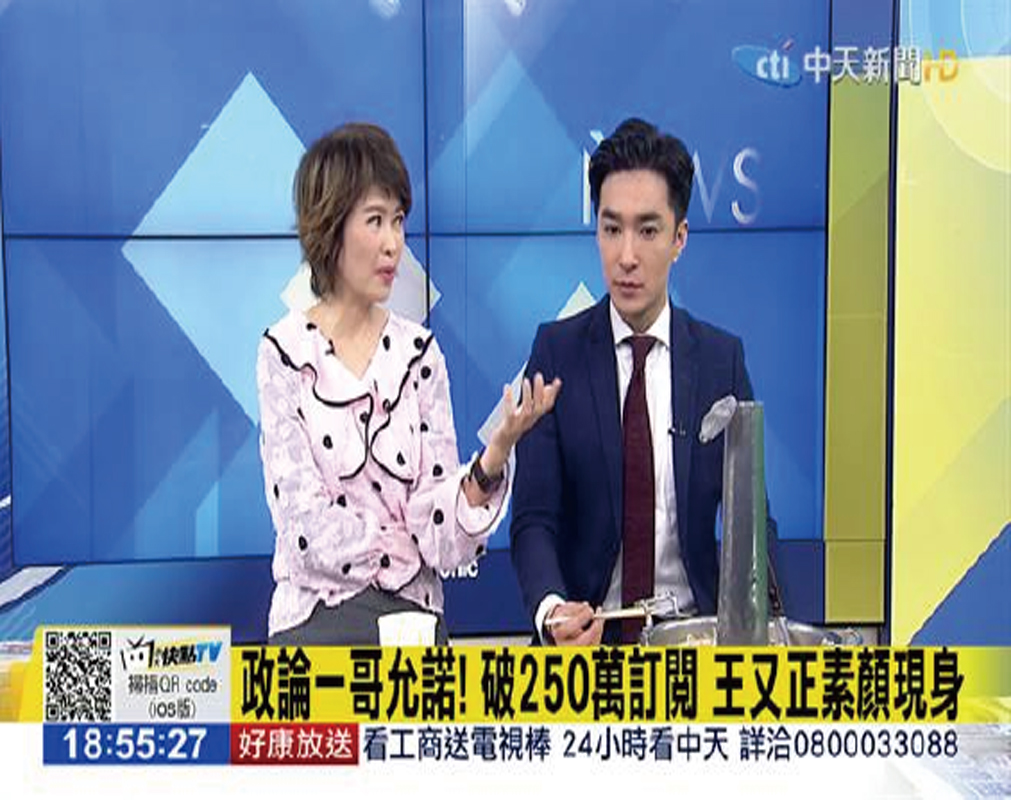 cti 中天新聞HD
NEWS
快點TV
掃描QR code
(iOS版)
政論一哥允諾! 破250萬訂閱 王又正素顏現身
18:55:27 好康放送 看工商送電視棒 24小時看中天 詳洽0800033088